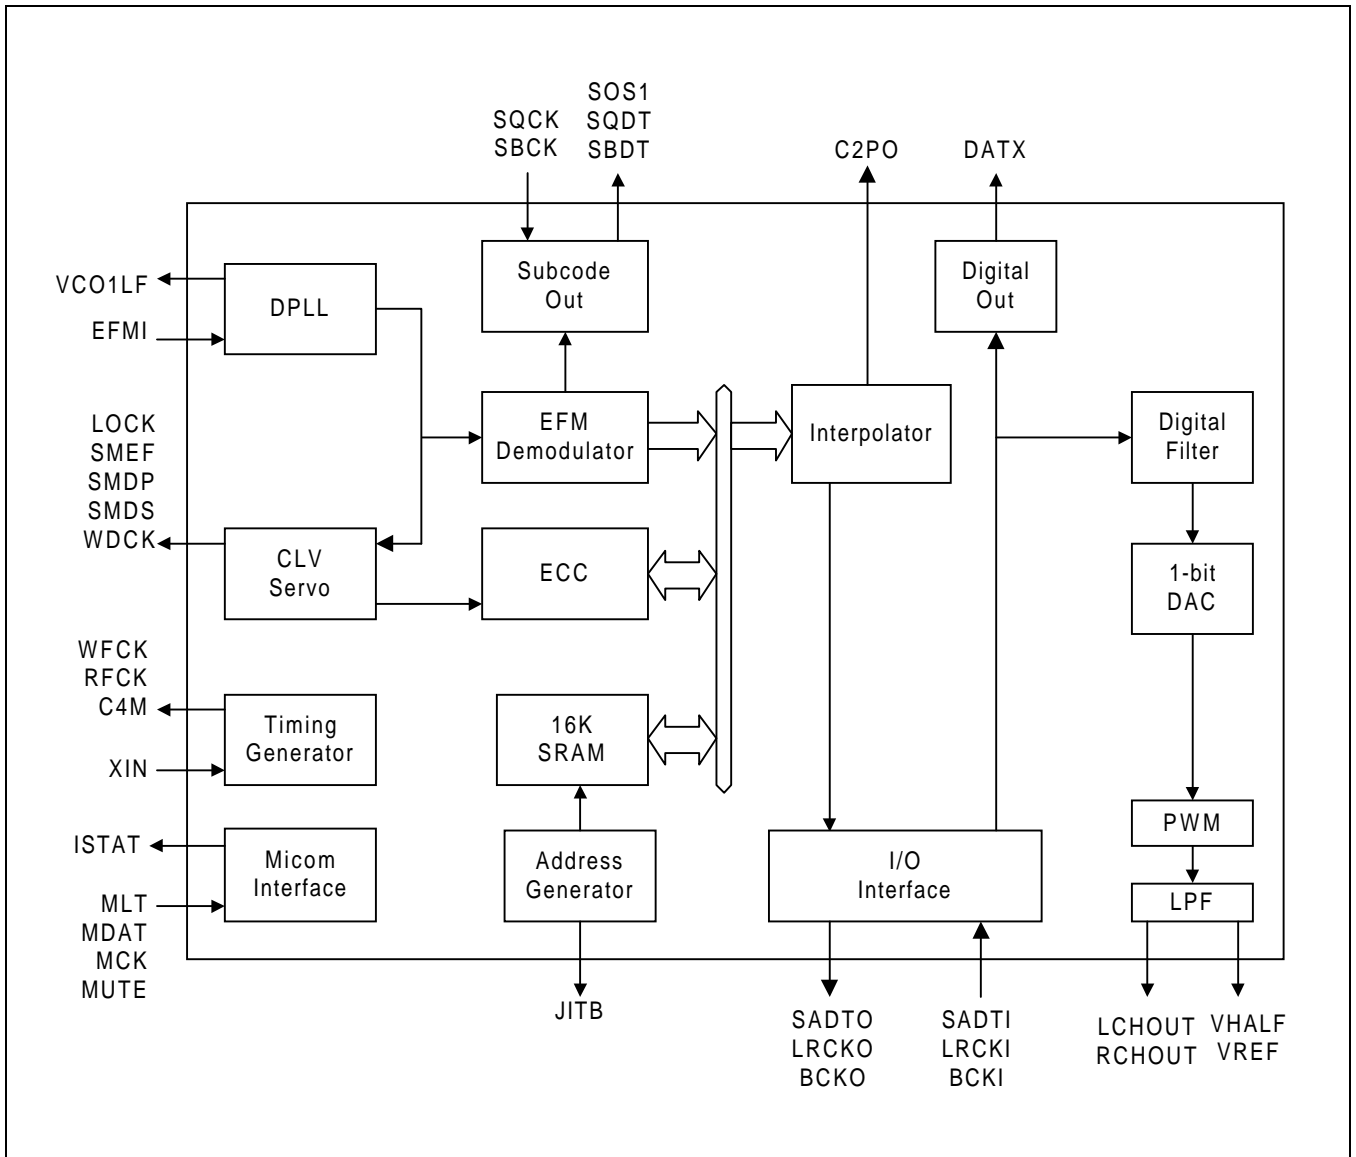 SOS1
SQCK
SQDT
SBCK
SBDT
C2PO
DATX
VCO1LF
EFMI
DPLL
Subcode
Out
Digital
Out
LOCK
SMEF
SMDP
SMDS
WDCK
EFM
Demodulator
Interpolator
Digital
Filter
CLV
Servo
ECC
1-bit
DAC
WFCK
RFCK
C4M
XIN
Timing
Generator
16K
SRAM
PWM
ISTAT
MLT
MDAT
MCK
MUTE
Micom
Interface
Address
Generator
I/O
Interface
LPF
JITB
SADTO
LRCKO
BCKO
SADTI
LRCKI
BCKI
LCHOUT
RCHOUT
VHALF
VREF